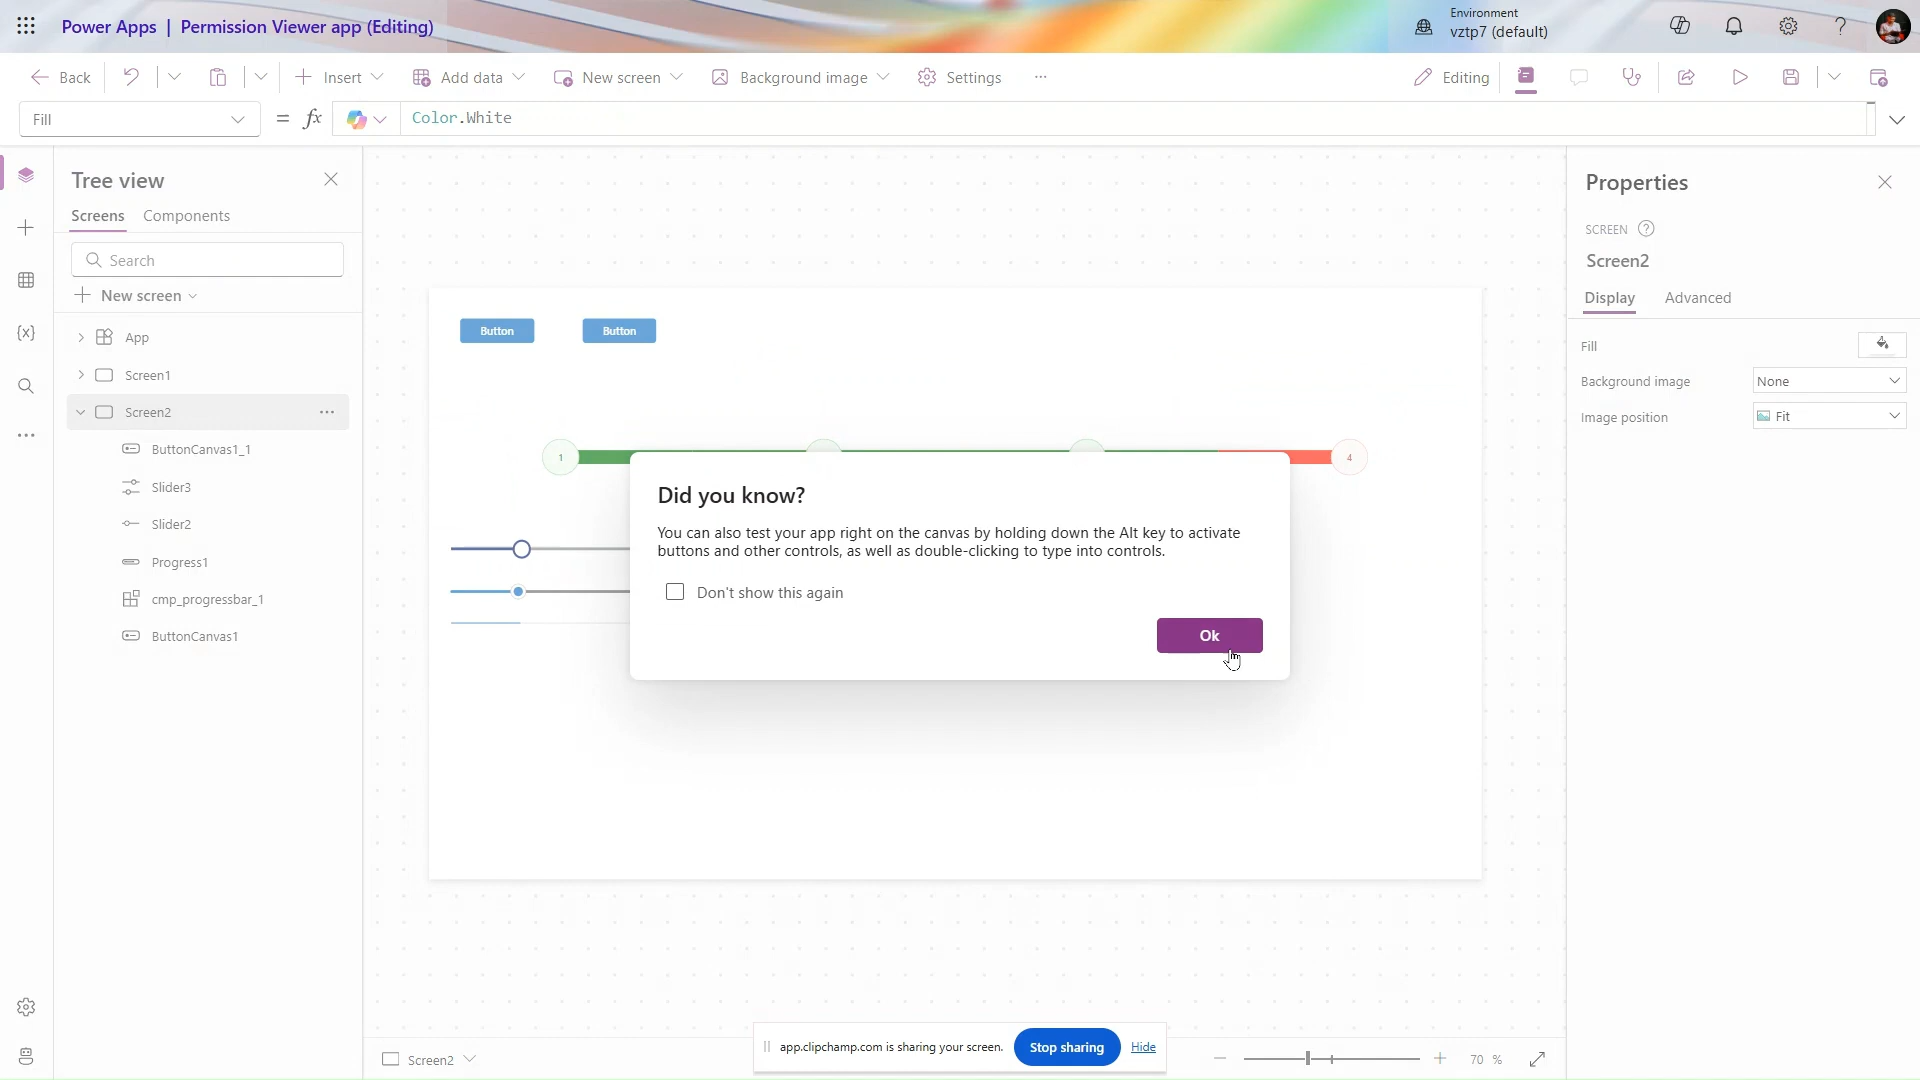 Power Apps | Permission Viewer app (Editing)
Environment
vztp7 (default)
Back
Insert
Add data
New screen
Background image
Settings
Editing
Fill
= fx
Color.White
Tree view
Screens
Components
Search
New screen
App
Screen1
Screen2
ButtonCanvas1_1
Slider3
Slider2
Progress1
cmp_progressbar_1
ButtonCanvas1
Button
Button
1
4
Did you know?
You can also test your app right on the canvas by holding down the Alt key to activate
buttons and other controls, as well as double-clicking to type into controls.
Don't show this again
Ok
Properties
SCREEN
Screen2
Display
Advanced
Fill
Background image
None
Image position
Fit
Screen2
app.clipchamp.com is sharing your screen.
Stop sharing
Hide
70 %